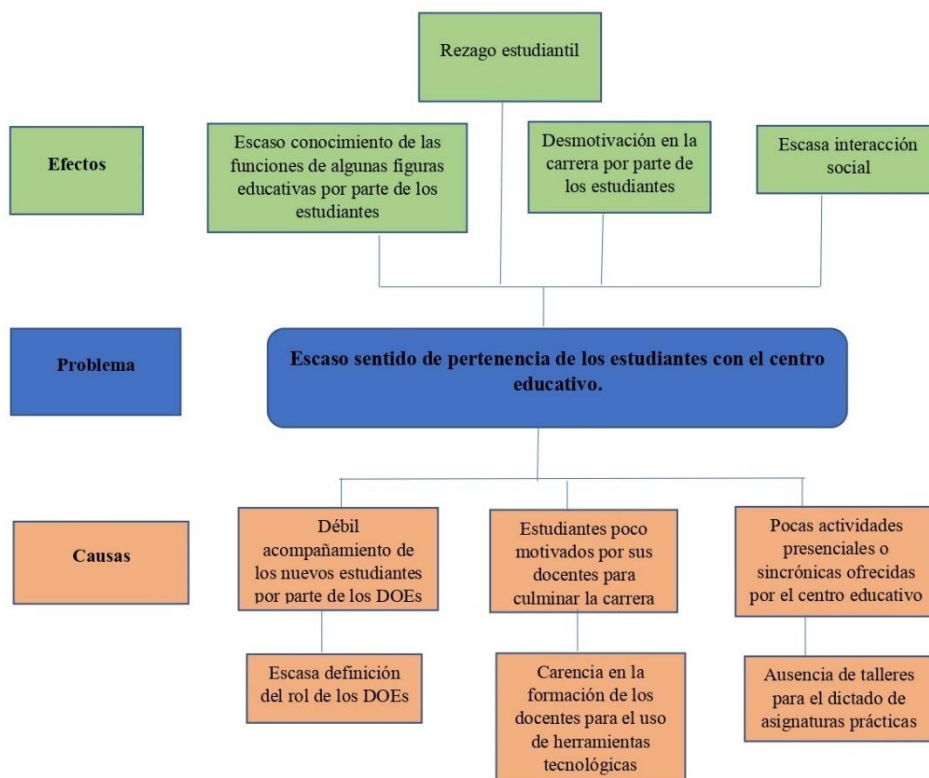 Rezago estudiantil
Efectos
Escaso conocimiento de las
funciones de algunas figuras
educativas por parte de los
estudiantes
Desmotivación en la
carrera por parte de
los estudiantes
Escasa interacción
social
Problema
Escaso sentido de pertenencia de los estudiantes con el centro
educativo.
Causas
Débil
acompañamiento de
los nuevos estudiantes
por parte de los DOEs
Estudiantes poco
motivados por sus
docentes para
culminar la carrera
Pocas actividades
presenciales o
sincrónicas ofrecidas
por el centro educativo
Escasa definición
del rol de los DOEs
Carencia en la
formación de los
docentes para el uso
de herramientas
tecnológicas
Ausencia de talleres
para el dictado de
asignaturas prácticas